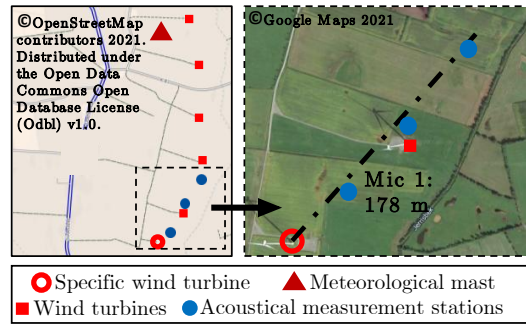 ©OpenStreetMap
contributors 2021.
Distributed under
the Open Data
Commons Open
Database License
(Odbl) v1.0.
©Google Maps 2021
Mic 1:
178 m
Specific wind turbine
Meteorological mast
Wind turbines
Acoustical measurement stations